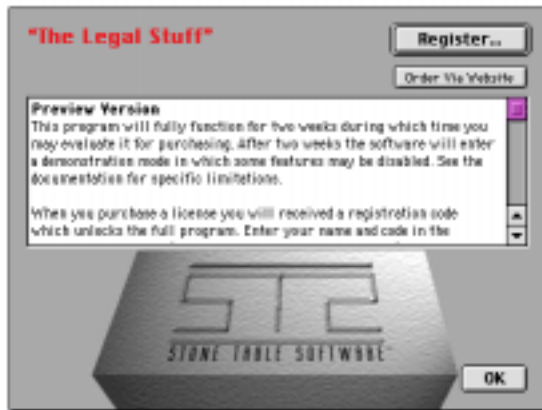 "The Legal Stuff"
Register...
Order Via Website
Preview Version
This program will fully function for two weeks during which time you
may evaluate it for purchasing. After two weeks the software will enter
a demonstration mode in which some features may be disabled. See the
documentation for specific limitations.
When you purchase a license you will received a registration code
which unlocks the full program. Enter your name and code in the
STS
STONE TABLE SOFTWARE
OK